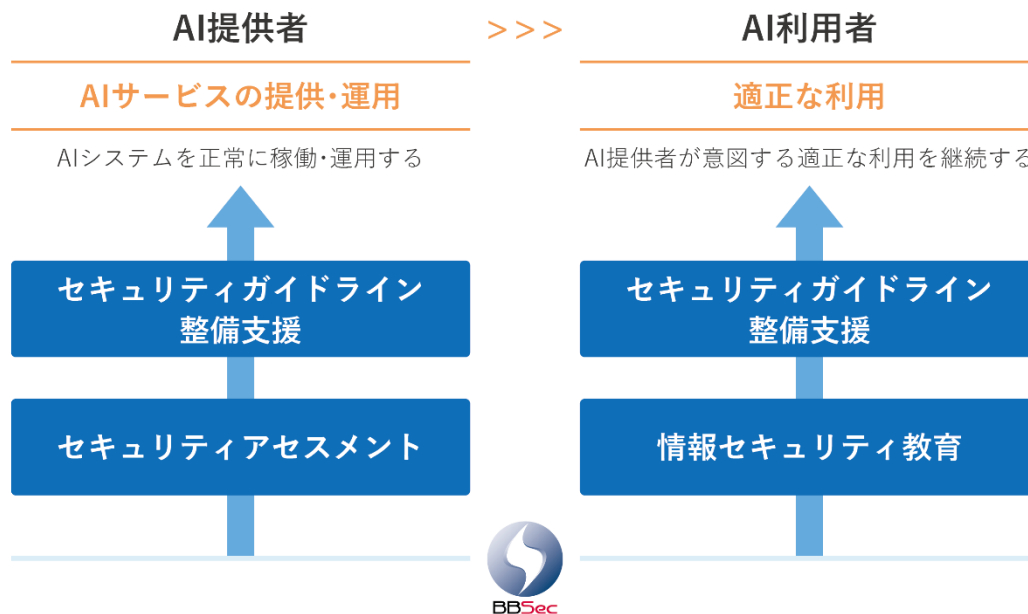 AI提供者
>>>
AI利用者
AIサービスの提供・運用
適正な利用
AIシステムを正常に稼働・運用する
AI提供者が意図する適正な利用を継続する
セキュリティガイドライン
整備支援
セキュリティガイドライン
整備支援
セキュリティアセスメント
情報セキュリティ教育
BBSec